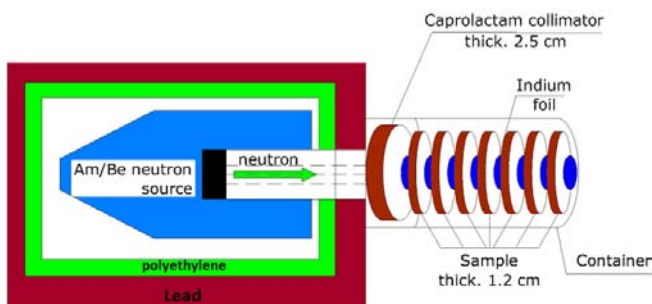 Caprolactam collimator
thick. 2.5 cm
Indium
foil
Am/Be neutron
source
neutron
polyethylene
Lead
Sample
thick. 1.2 cm
Container